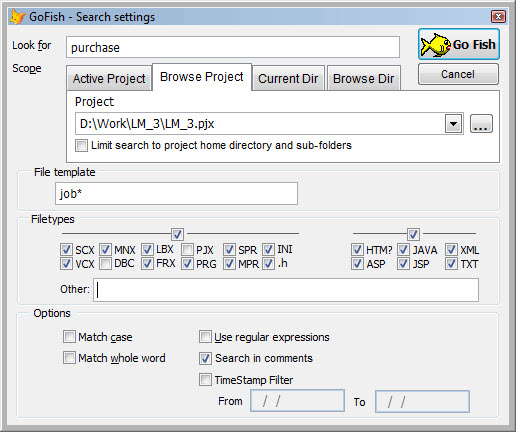 GoFish - Search settings
Look for purchase Go Fish
Scope Cancel
Active Project Browse Project Current Dir Browse Dir
Project
D:\Work\LM_3\LM_3.pjx ...
Limit search to project home directory and sub-folders
File template
job*
Filetypes
SCX MNX LBX PJX SPR INI HTM? JAVA XML
VCX DBC FRX PRG MPR .h ASP JSP TXT
Other:
Options
Match case Use regular expressions
Match whole word Search in comments
TimeStamp Filter
From / / To / /